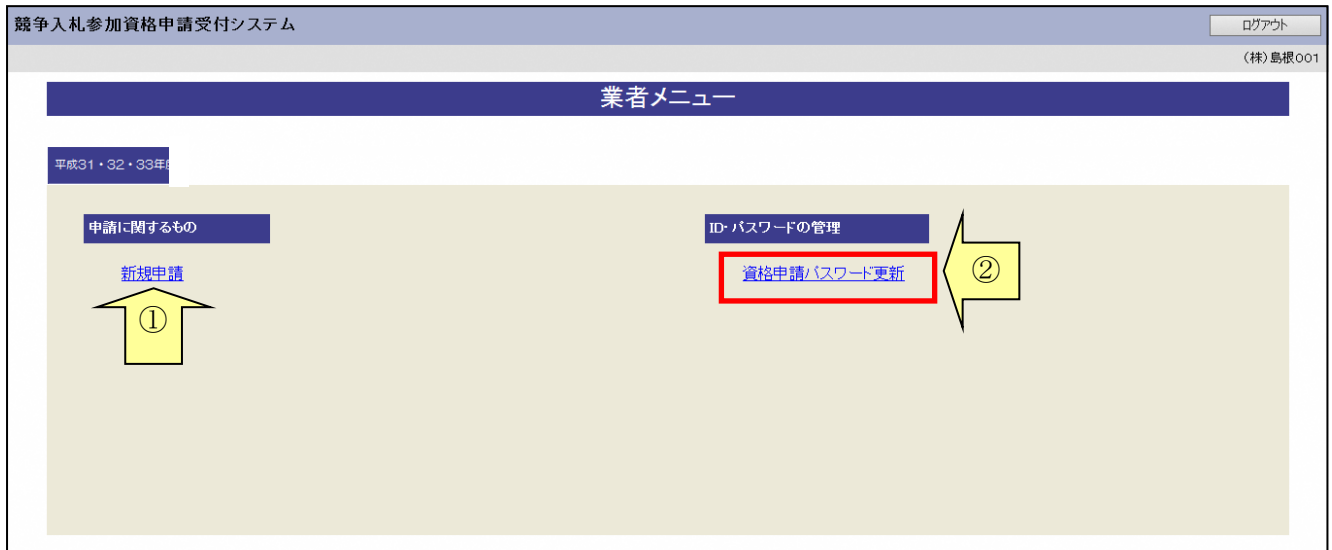 競争入札参加資格申請受付システム
ログアウト
(株)島根001
業者メニュー
平成31・32・33年
申請に関するもの
ID・パスワードの管理
新規申請
資格申請パスワード更新
①
②